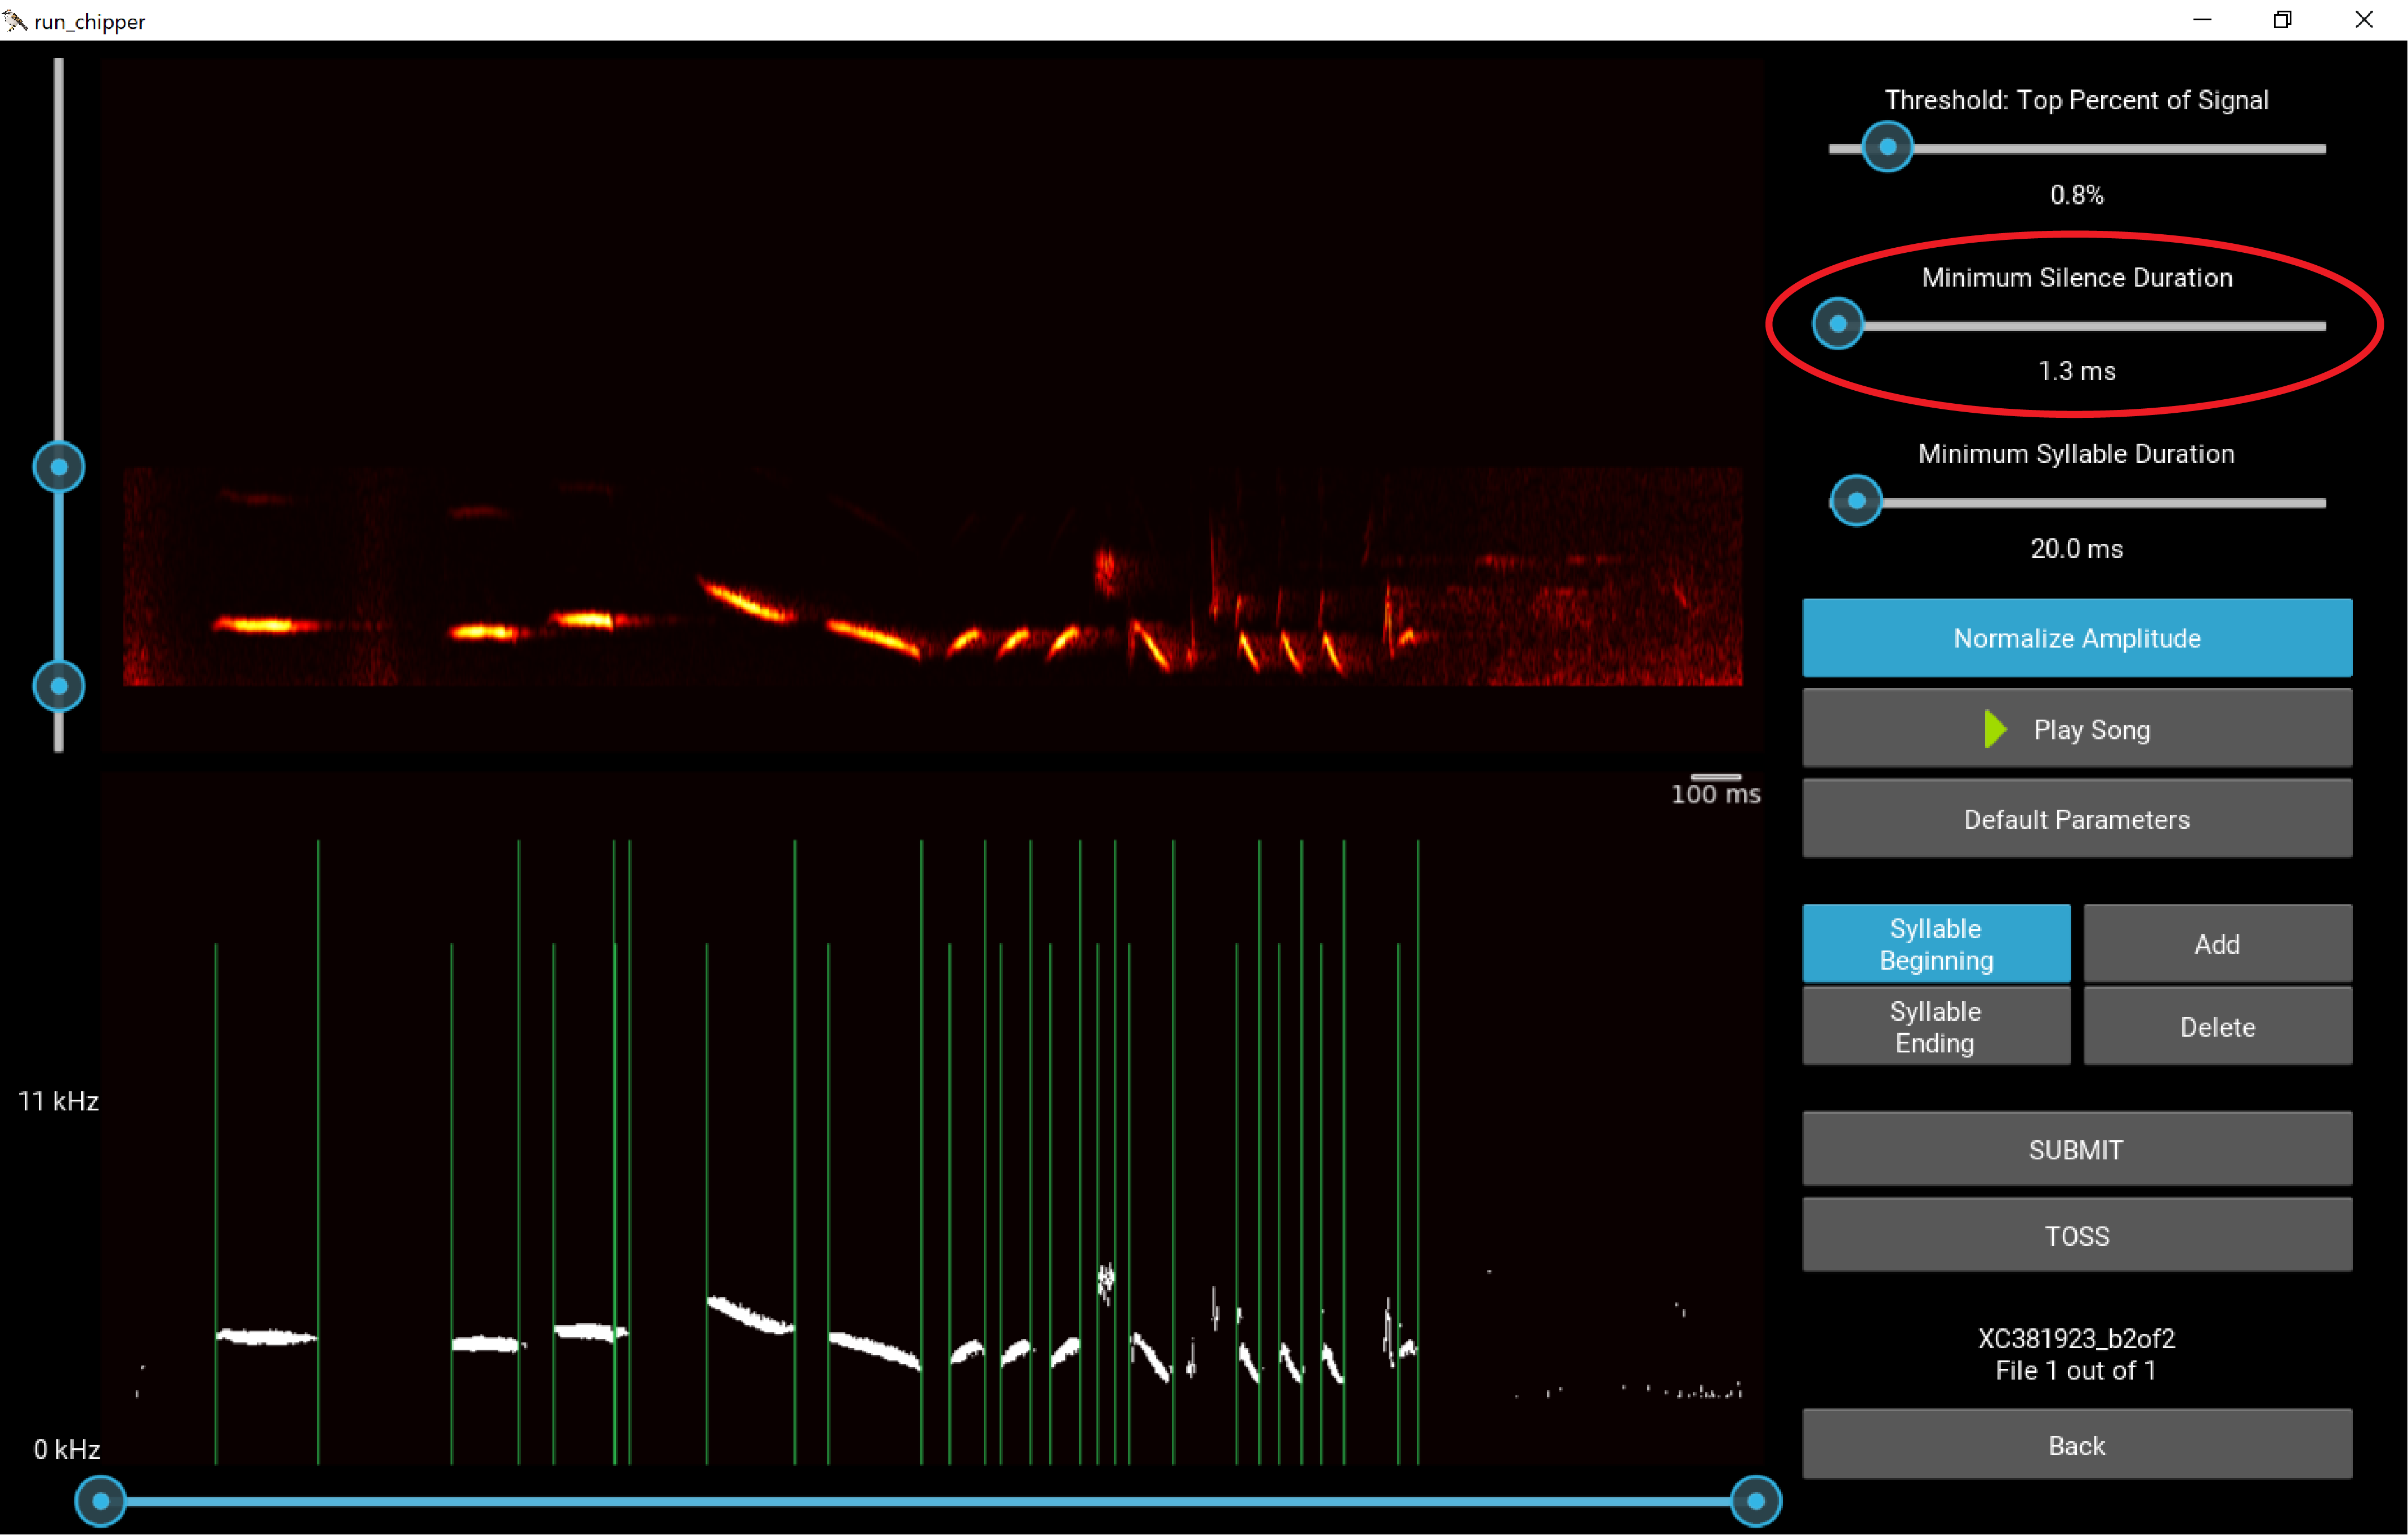 run_chipper
Threshold: Top Percent of Signal
0.8%
Minimum Silence Duration
1.3 ms
Minimum Syllable Duration
20.0 ms
Normalize Amplitude
Play Song
Default Parameters
Syllable
Beginning
Add
Syllable
Ending
Delete
SUBMIT
TOSS
XC381923_b2of2
File 1 out of 1
Back
100 ms
11 kHz
0 kHz